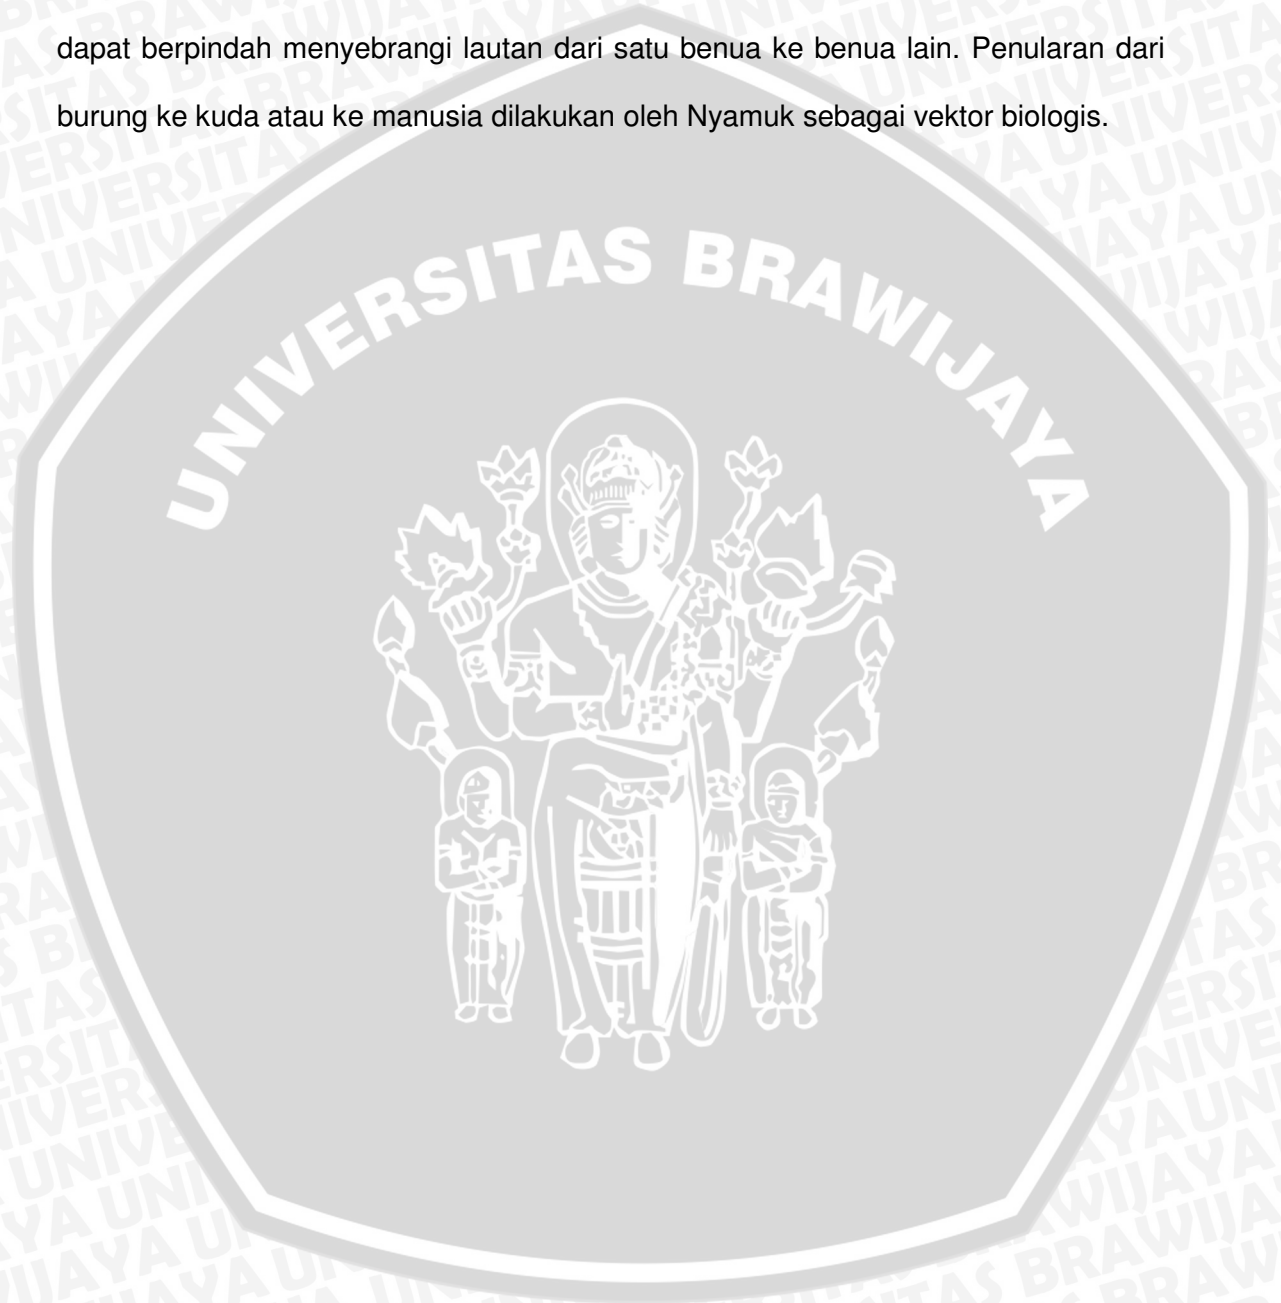 dapat berpindah menyebrangi lautan dari satu benua ke benua lain. Penularan dari
burung ke kuda atau ke manusia dilakukan oleh Nyamuk sebagai vektor biologis.
UNIVERSITAS BRAWIJAYA